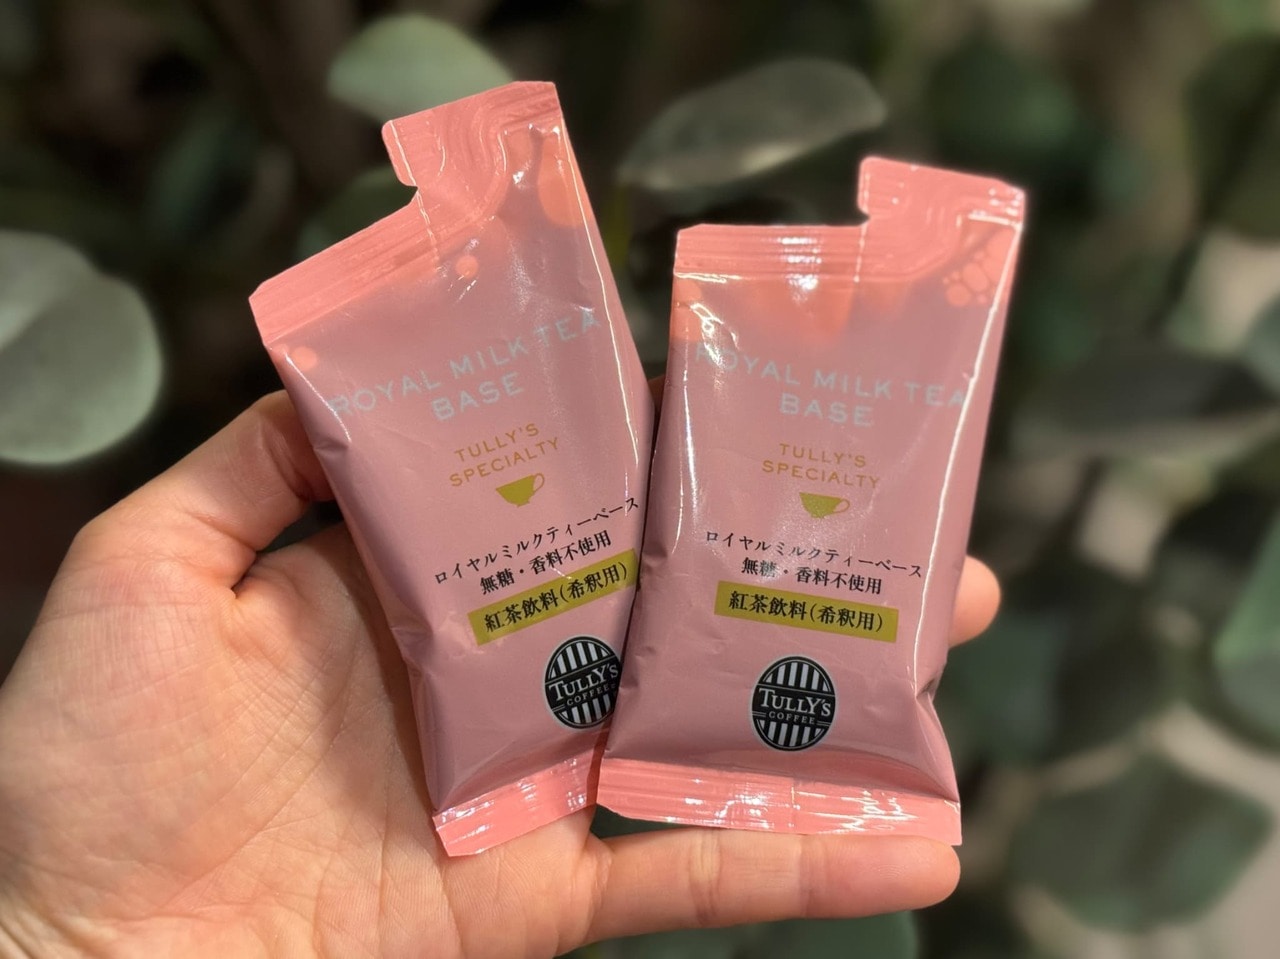 ROYAL MILK TEA
BASE
TULLY'S
SPECIALTY
ロイヤルミルクティーベース
無糖・香料不使用
紅茶飲料(希釈用)
TULLY'S
COFFEE
ROYAL MILK TEA
BASE
TULLY'S
SPECIALTY
ロイヤルミルクティーベース
無糖・香料不使用
紅茶飲料(希釈用)
TULLY'S
COFFEE